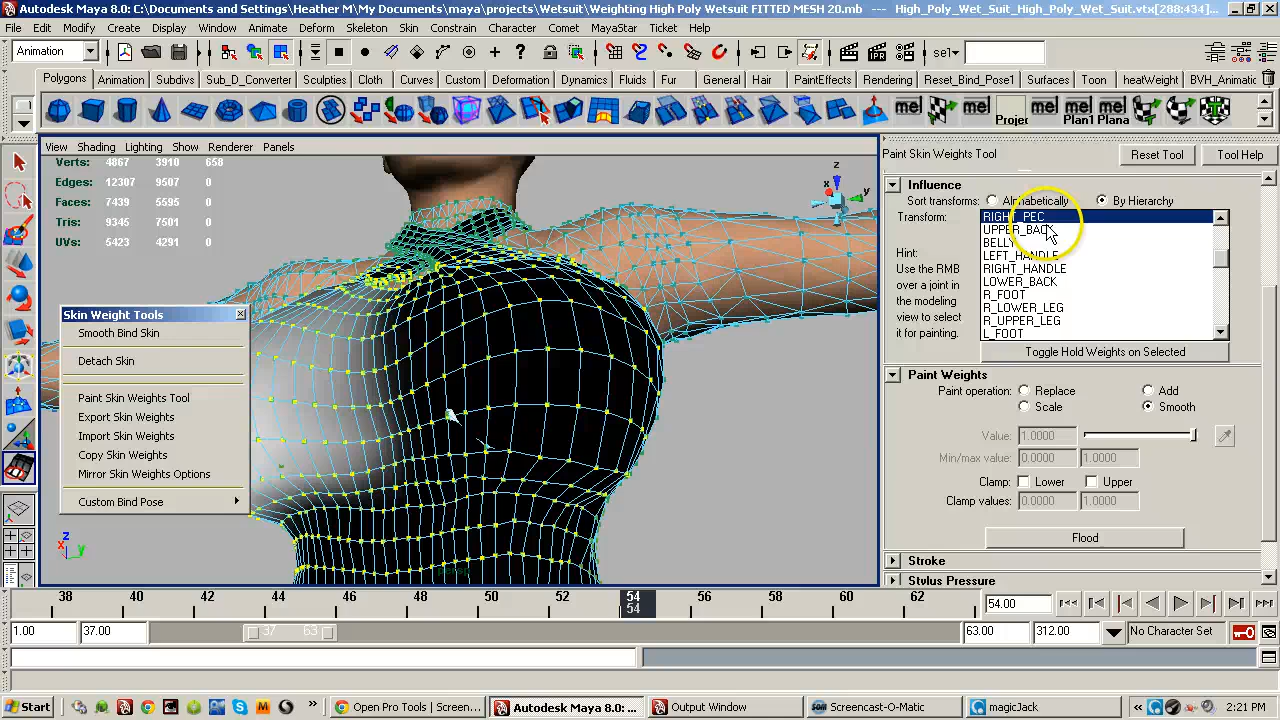 Autodesk Maya 8.0: C:\Documents and Settings\Heather M\My Documents\maya\projects\Wetsuit\Weighting High Poly Wetsuit FITTED MESH 20.mb --- High_Poly_Wet_Suit_High_Poly_Wet_Suit.vtx[288:434]...
File Edit Modify Create Display Window Animate Deform Skeleton Skin Constrain Character Comet MayaStar Ticket Help
Animation sel
Polygons Animation Subdivs Sub_D_Converter Sculpties Cloth Curves Custom Deformation Dynamics Fluids Fur General Hair PaintEffects Rendering Reset_Bind_Pose1 Surfaces Toon heatWeight BVH_Animatic
mel mel Projec mel mel mel
Plan1 Plana
View Shading Lighting Show Renderer Panels
Verts: 4867 3910 658
Edges: 12307 9507 0
Faces: 7439 5595 0
Tris: 9345 7501 0
UVs: 5423 4291 0
z
x y
Skin Weight Tools
Smooth Bind Skin
Detach Skin
Paint Skin Weights Tool
Export Skin Weights
Import Skin Weights
Copy Skin Weights
Mirror Skin Weights Options
Custom Bind Pose
z
x y
Paint Skin Weights Tool Reset Tool Tool Help
Influence
Sort transforms: Alphabetically By Hierarchy
Transform: RIGHT_PEC
UPPER_BACK
BELLY
LEFT_HANDLE
RIGHT_HANDLE
LOWER_BACK
R_FOOT
R_LOWER_LEG
R_UPPER_LEG
L_FOOT
Hint:
Use the RMB
over a joint in
the modeling
view to select
it for painting.
Toggle Hold Weights on Selected
Paint Weights
Paint operation: Replace Add
Scale Smooth
Value: 1.0000
Min/max value: 0.0000 1.0000
Clamp: Lower Upper
Clamp values: 0.0000 1.0000
Flood
Stroke
Stylus Pressure
38 40 42 44 46 48 50 52 54 56 58 60 62
54 54.00
1.00 37.00 37 63 63.00 312.00 No Character Set
Start Open Pro Tools | Screen... Autodesk Maya 8.0: ... Output Window Screencast-O-Matic magicJack 2:21 PM